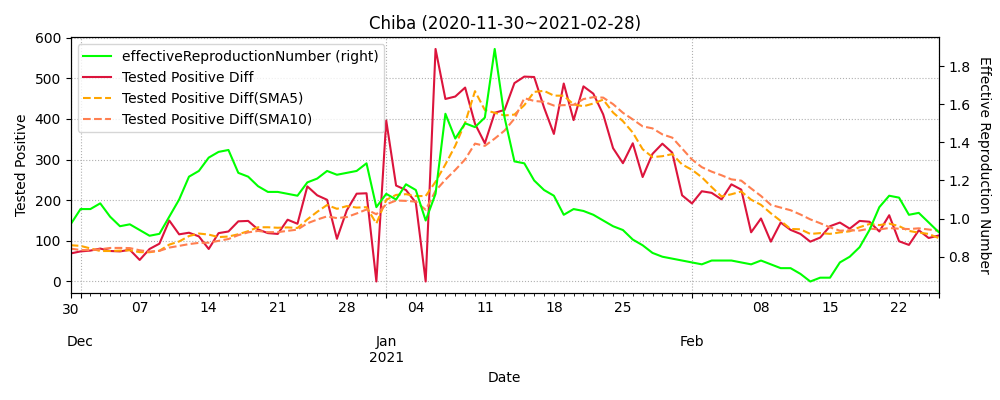 Chiba (2020-11-30~2021-02-28)
effectiveReproductionNumber (right)
Tested Positive Diff
Tested Positive Diff(SMA5)
Tested Positive Diff(SMA10)
Tested Positive
600
500
400
300
200
100
0
Effective Reproduction Number
1.8
1.6
1.4
1.2
1.0
0.8
30 07 14 21 28 04 11 18 25 08 15 22
Dec Jan Feb
2021
Date